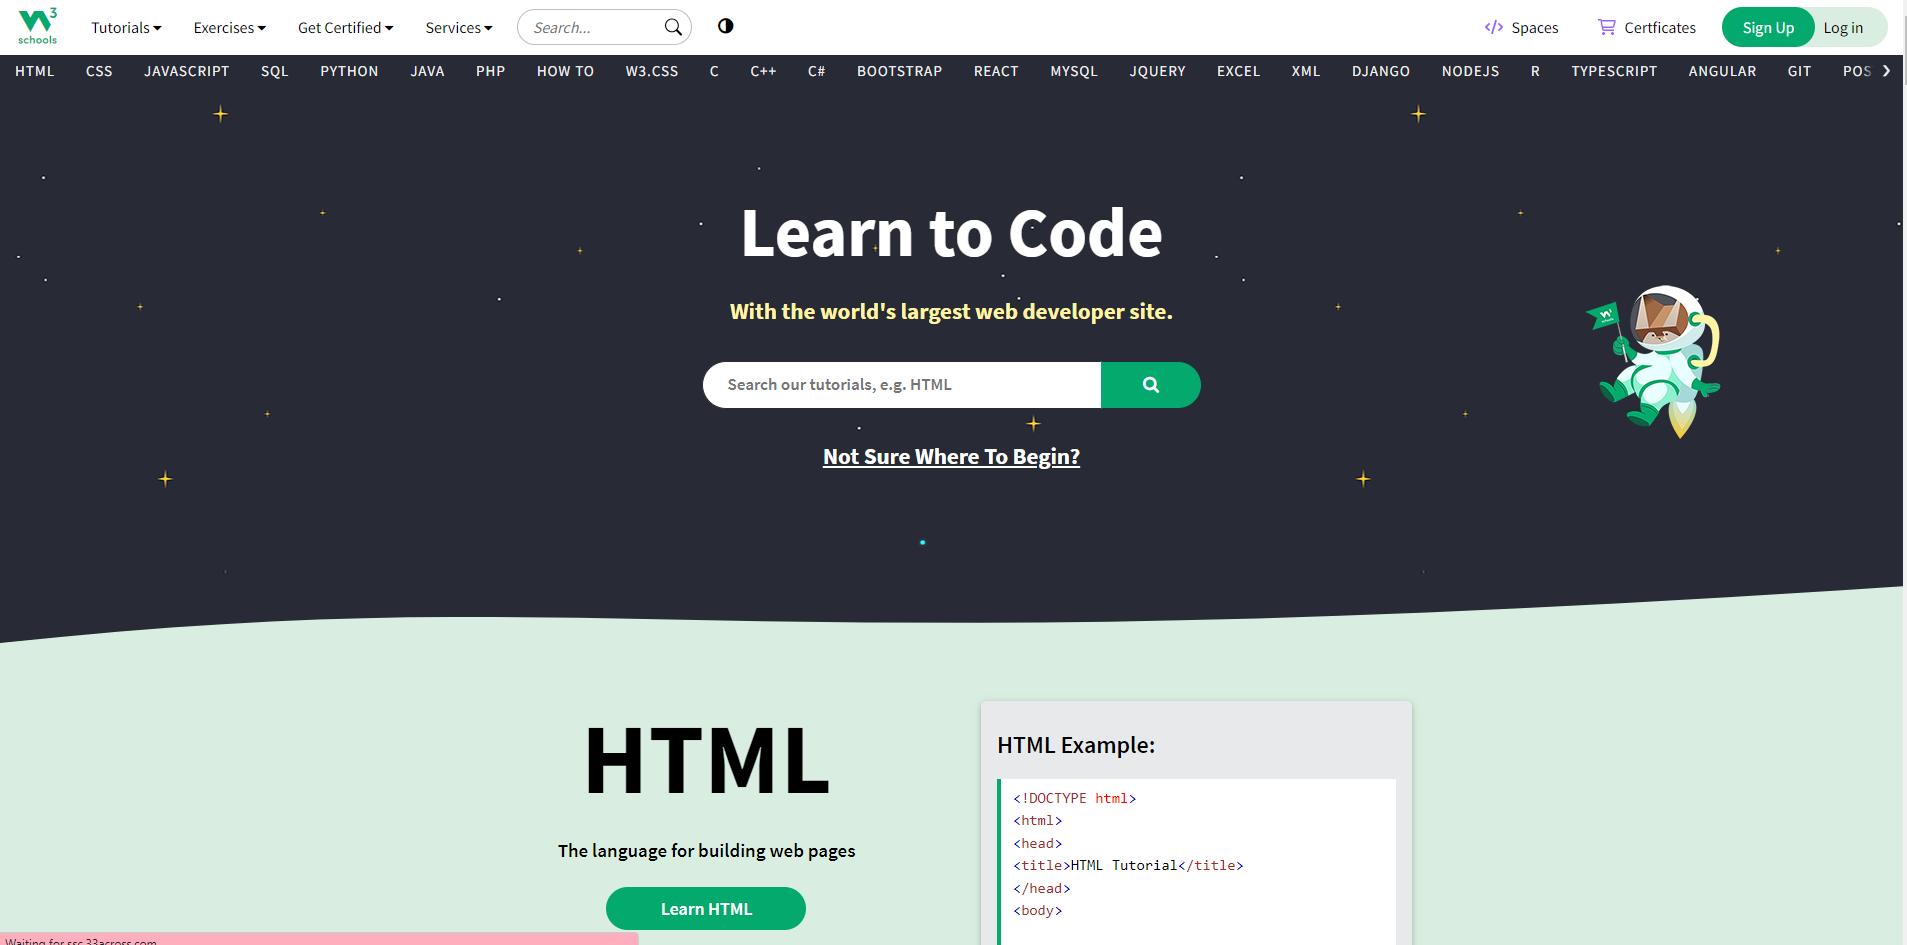 W3 schools
Tutorials Exercises Get Certified Services Search... Spaces Certficates Sign Up Log in
HTML CSS JAVASCRIPT SQL PYTHON JAVA PHP HOW TO W3.CSS C C++ C# BOOTSTRAP REACT MYSQL JQUERY EXCEL XML DJANGO NODEJS R TYPESCRIPT ANGULAR GIT POS
Learn to Code
With the world's largest web developer site.
Search our tutorials, e.g. HTML
Not Sure Where To Begin?
HTML
The language for building web pages
Learn HTML
HTML Example:
<!DOCTYPE html>
<html>
<head>
<title>HTML Tutorial</title>
</head>
<body>
Waiting for ssc.33across.com